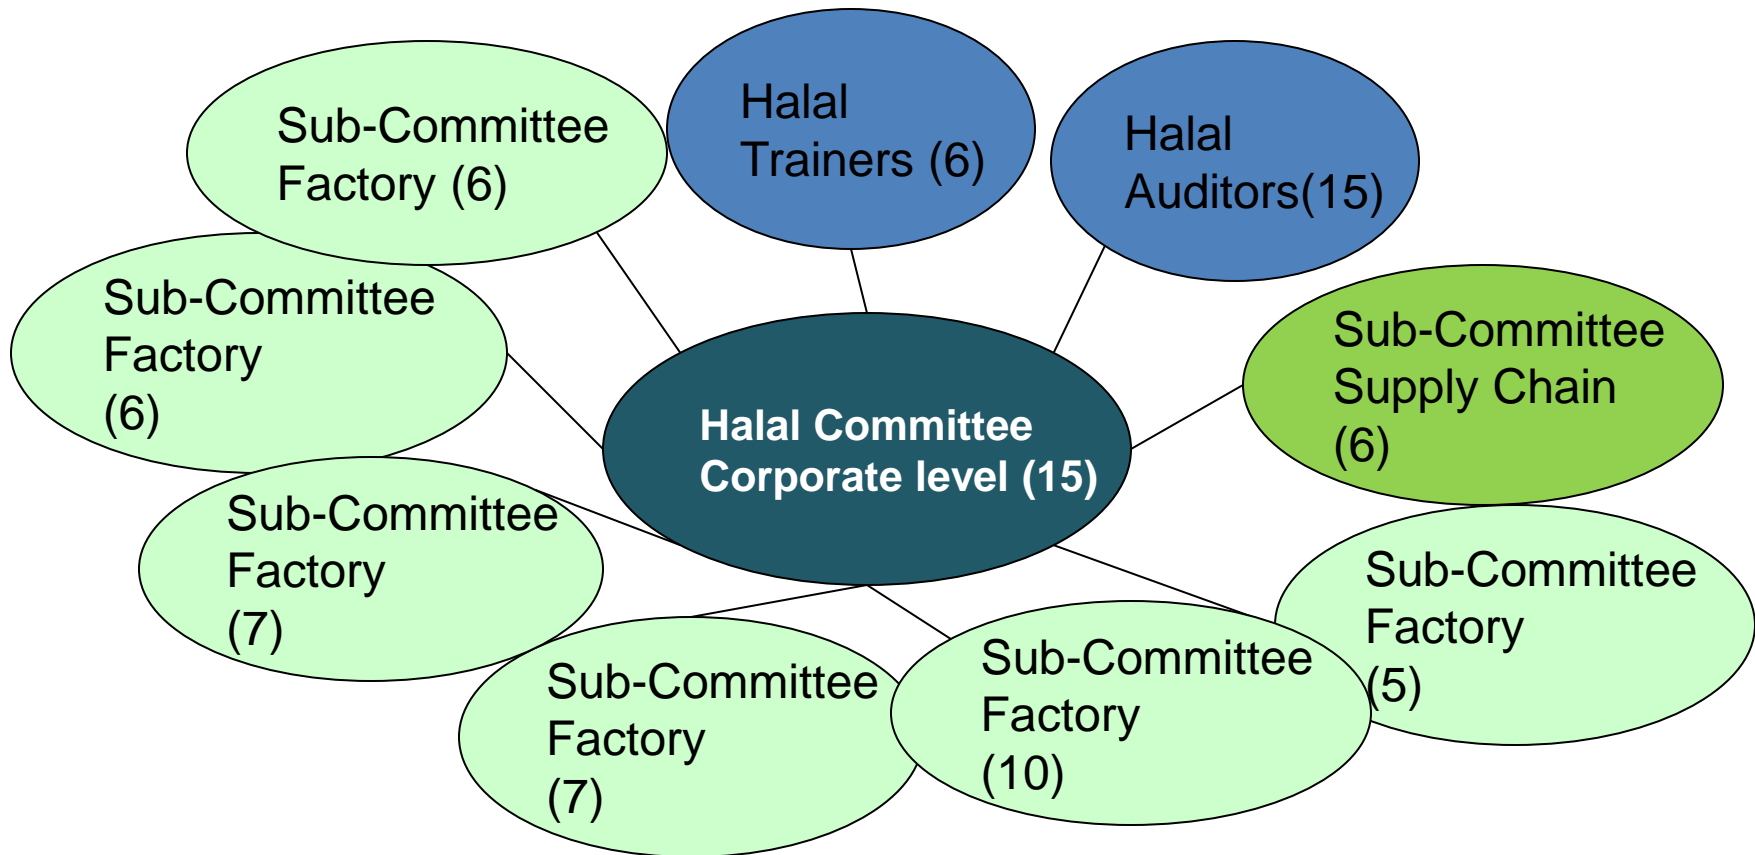 Sub-Committee
Factory (6)
Halal
Trainers (6)
Halal
Auditors(15)
Sub-Committee
Factory
(6)
Sub-Committee
Supply Chain
(6)
Halal Committee
Corporate level (15)
Sub-Committee
Factory
(7)
Sub-Committee
Factory
(5)
Sub-Committee
Factory
(7)
Sub-Committee
Factory
(10)